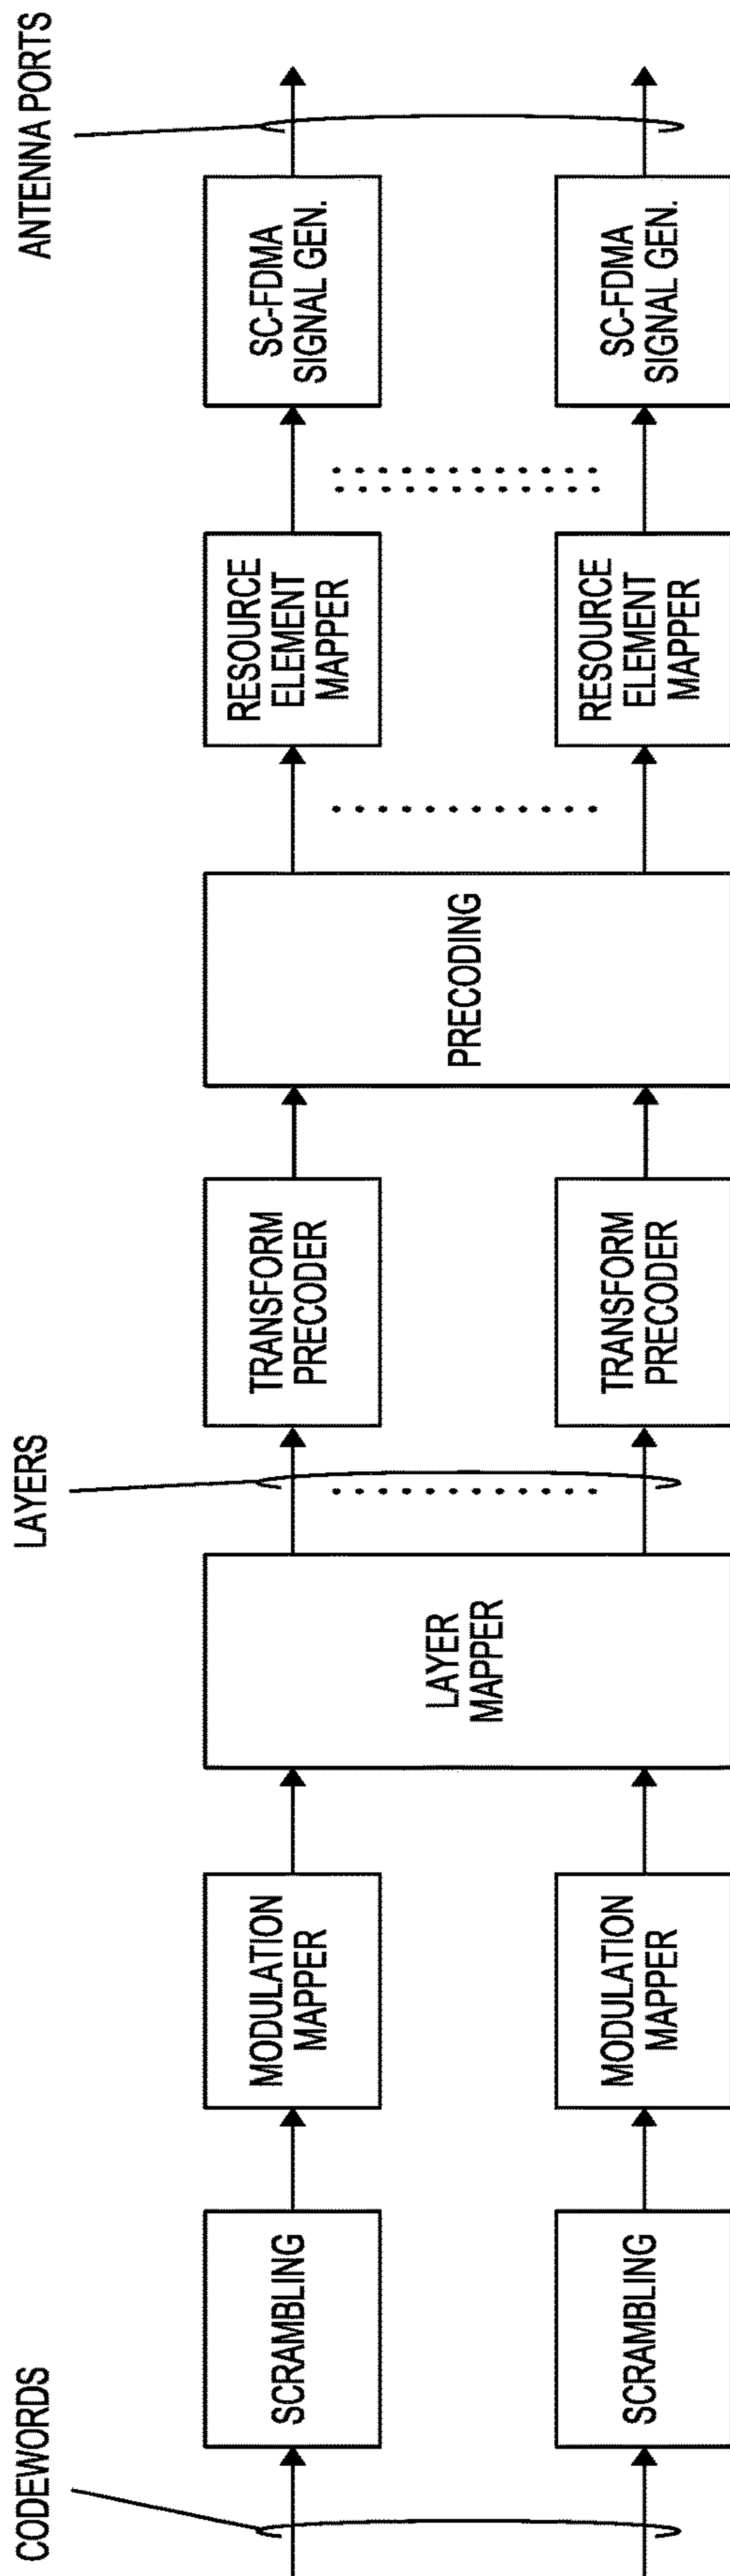 CODEWORDS
LAYERS
ANTENNA PORTS
SCRAMBLING
MODULATION
MAPPER
LAYER
MAPPER
TRANSFORM
PRECODER
PRECODING
RESOURCE
ELEMENT
MAPPER
SC-FDMA
SIGNAL GEN.
SCRAMBLING
MODULATION
MAPPER
TRANSFORM
PRECODER
RESOURCE
ELEMENT
MAPPER
SC-FDMA
SIGNAL GEN.